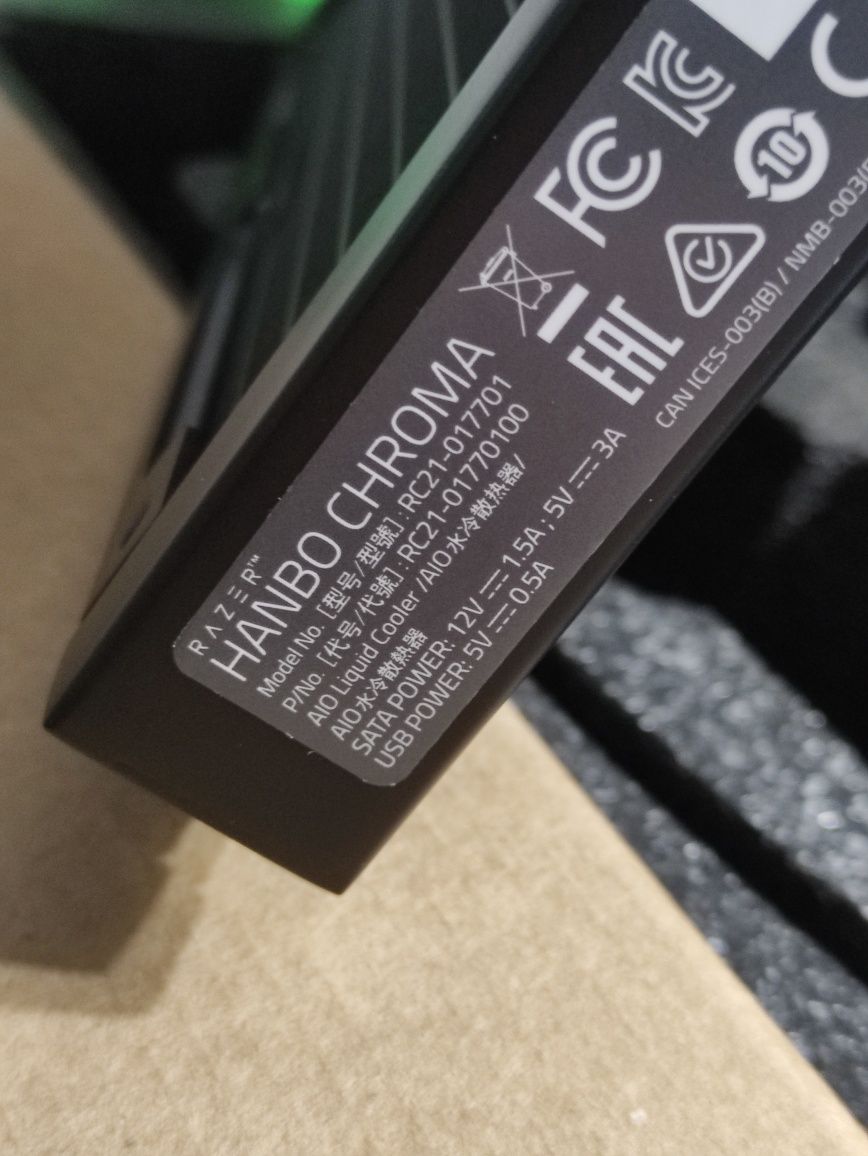 RAZER™
HANBO CHROMA
Model No. [型号/型號] : RC21-017701
P/No. [代号/代號] : RC21-01770100
AIO Liquid Cooler /AIO水冷散热器/
AIO水冷散熱器
SATA POWER: 12V ⎓ 1.5A ; 5V ⎓ 3A
USB POWER: 5V ⎓ 0.5A
FC
EAC
10
CAN ICES-003(B) / NMB-003(